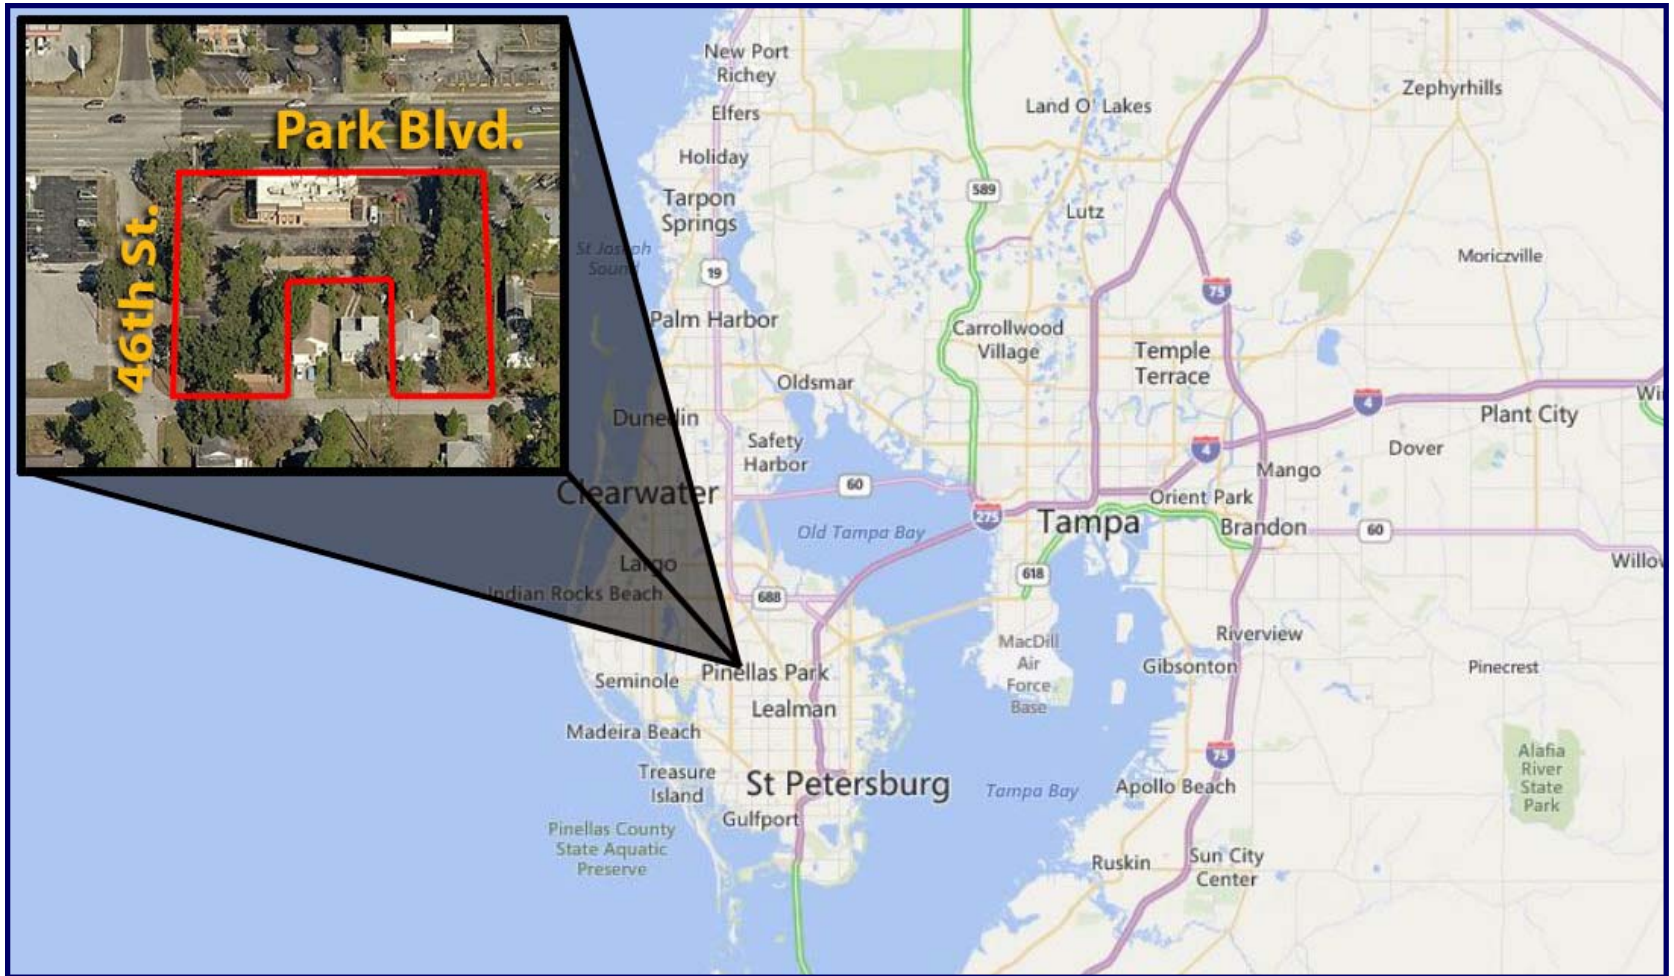 Park Blvd.
46th St.
New Port
Richey
Elfers
Holiday
Tarpon
Springs
St Joseph
Sound
19
Palm Harbor
Dunedin
Clearwater
Largo
Indian Rocks Beach
688
Oldsmar
Safety
Harbor
60
Old Tampa Bay
589
Land O' Lakes
Lutz
Zephyrhills
Moriczville
75
Carrollwood
Village
Temple
Terrace
4
4
Plant City
Dover
Mango
Orient Park
Brandon
60
275
Tampa
618
MacDill
Air
Force
Base
Riverview
Gibsonton
Pinecrest
Pinellas Park
Seminole
Lealman
Madeira Beach
Treasure
Island
St Petersburg
Gulfport
Pinellas County
State Aquatic
Preserve
Tampa Bay
Apollo Beach
75
Alafia
River
State
Park
Ruskin
Sun City
Center